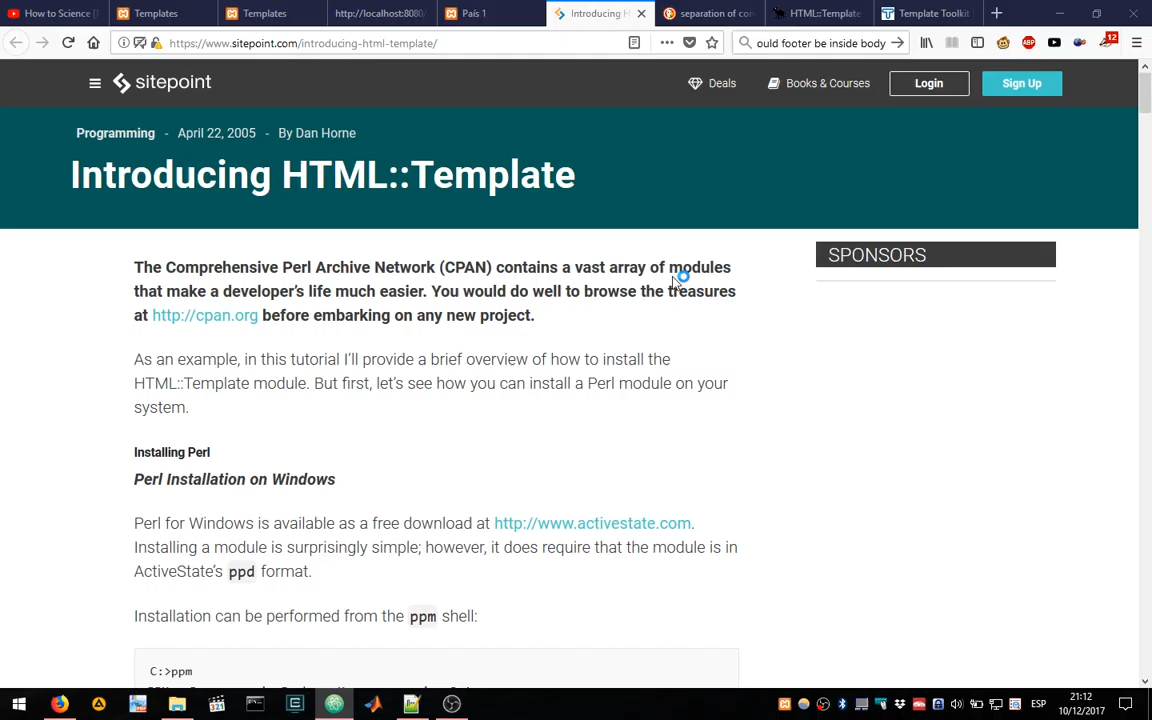 How to Science [
Templates
Templates
http://localhost:8080/
País 1
Introducing H
separation of con
HTML::Template
Template Toolkit
https://www.sitepoint.com/introducing-html-template/
ould footer be inside body
ABP
12
sitepoint
Deals
Books & Courses
Login
Sign Up
Programming - April 22, 2005 - By Dan Horne
Introducing HTML::Template
The Comprehensive Perl Archive Network (CPAN) contains a vast array of modules
that make a developer's life much easier. You would do well to browse the treasures
at http://cpan.org before embarking on any new project.
SPONSORS
As an example, in this tutorial I'll provide a brief overview of how to install the
HTML::Template module. But first, let's see how you can install a Perl module on your
system.
Installing Perl
Perl Installation on Windows
Perl for Windows is available as a free download at http://www.activestate.com.
Installing a module is surprisingly simple; however, it does require that the module is in
ActiveState's ppd format.
Installation can be performed from the ppm shell:
C:>ppm
321
ESP
21:12
10/12/2017